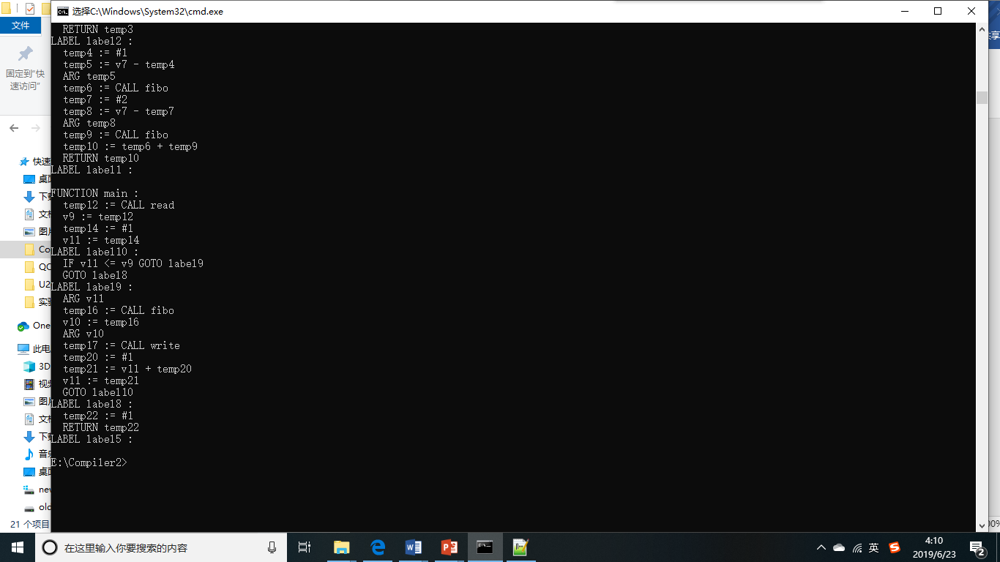 选择C:\Windows\System32\cmd.exe
文件
固定到"快
速访问"
快速
桌面
下载
文档
图片
Co
QC
U2
实验
One
此电
3D
视频
图片
文档
下载
音乐
桌面
new
old
21 个项目
RETURN temp3
LABEL label2 :
temp4 := #1
temp5 := v7 - temp4
ARG temp5
temp6 := CALL fibo
temp7 := #2
temp8 := v7 - temp7
ARG temp8
temp9 := CALL fibo
temp10 := temp6 + temp9
RETURN temp10
LABEL label1 :
FUNCTION main :
temp12 := CALL read
v9 := temp12
temp14 := #1
v11 := temp14
LABEL label10 :
IF v11 <= v9 GOTO label9
GOTO label8
LABEL label9 :
ARG v11
temp16 := CALL fibo
v10 := temp16
ARG v10
temp17 := CALL write
temp20 := #1
temp21 := v11 + temp20
v11 := temp21
GOTO label10
LABEL label8 :
temp22 := #1
RETURN temp22
LABEL label5 :
E:\Compiler2>
共享
00%
在这里输入你要搜索的内容
英
4:10
2019/6/23
2